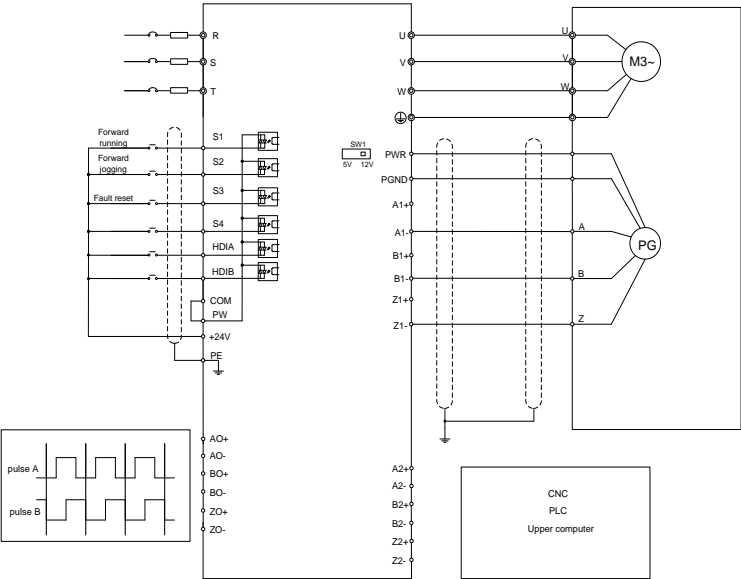 R
S
T
U
V
W
U
V
W
M3~
Forward
running
Forward
jogging
Fault reset
S1
S2
S3
S4
HDIA
HDIB
COM
PW
+24V
PE
SW1
5V 12V
PWR
PGND
A1+
A1-
B1+
B1-
Z1+
Z1-
A
B
Z
PG
pulse A
pulse B
AO+
AO-
BO+
BO-
ZO+
ZO-
A2+
A2-
B2+
B2-
Z2+
Z2-
CNC
PLC
Upper computer